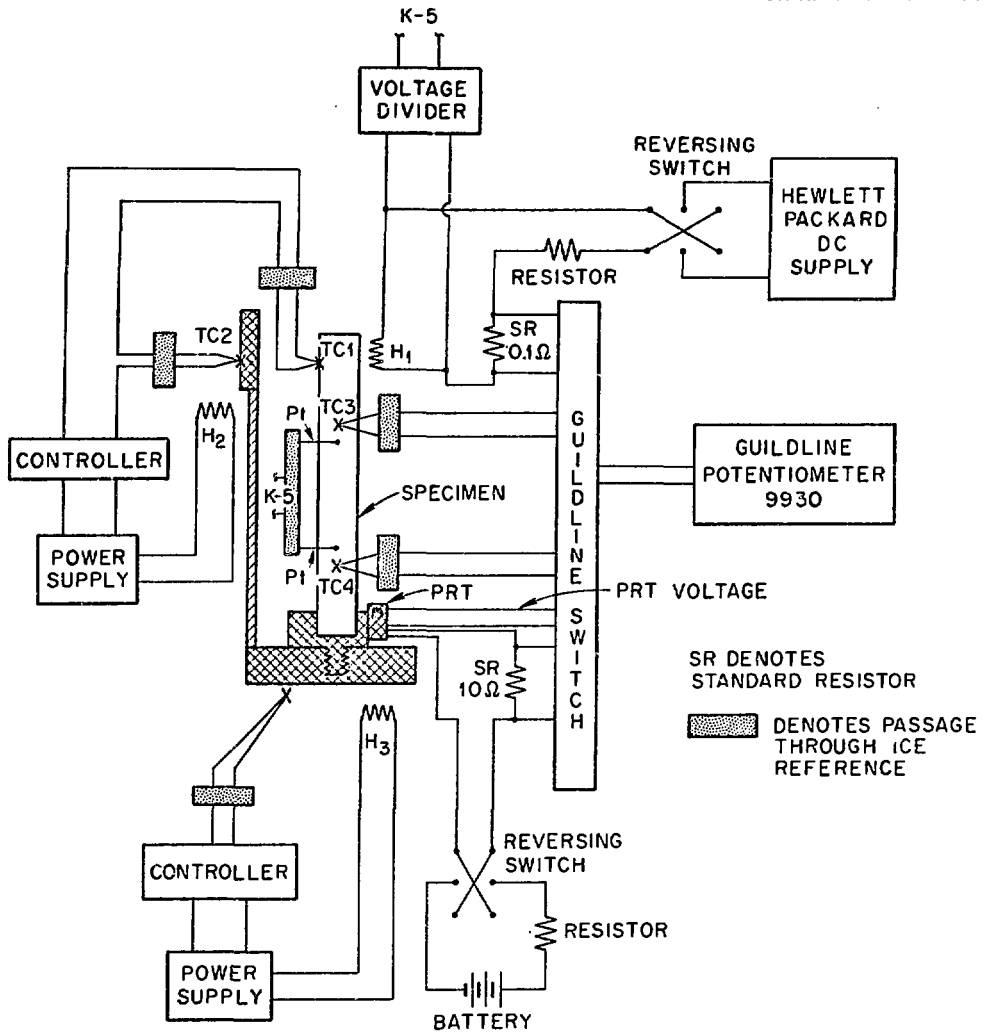 K-5
VOLTAGE
DIVIDER
REVERSING
SWITCH
HEWLETT
PACKARD
DC
SUPPLY
RESISTOR
TC2
TC1
H1
SR
0.1Ω
TC3
Pt
H2
CONTROLLER
K-5
SPECIMEN
GUILDLINE SWITCH
GUILDLINE
POTENTIOMETER
9930
POWER
SUPPLY
Pt
TC4
PRT
PRT VOLTAGE
SR
10Ω
SR DENOTES
STANDARD RESISTOR
DENOTES PASSAGE
THROUGH ICE
REFERENCE
H3
CONTROLLER
REVERSING
SWITCH
RESISTOR
POWER
SUPPLY
BATTERY